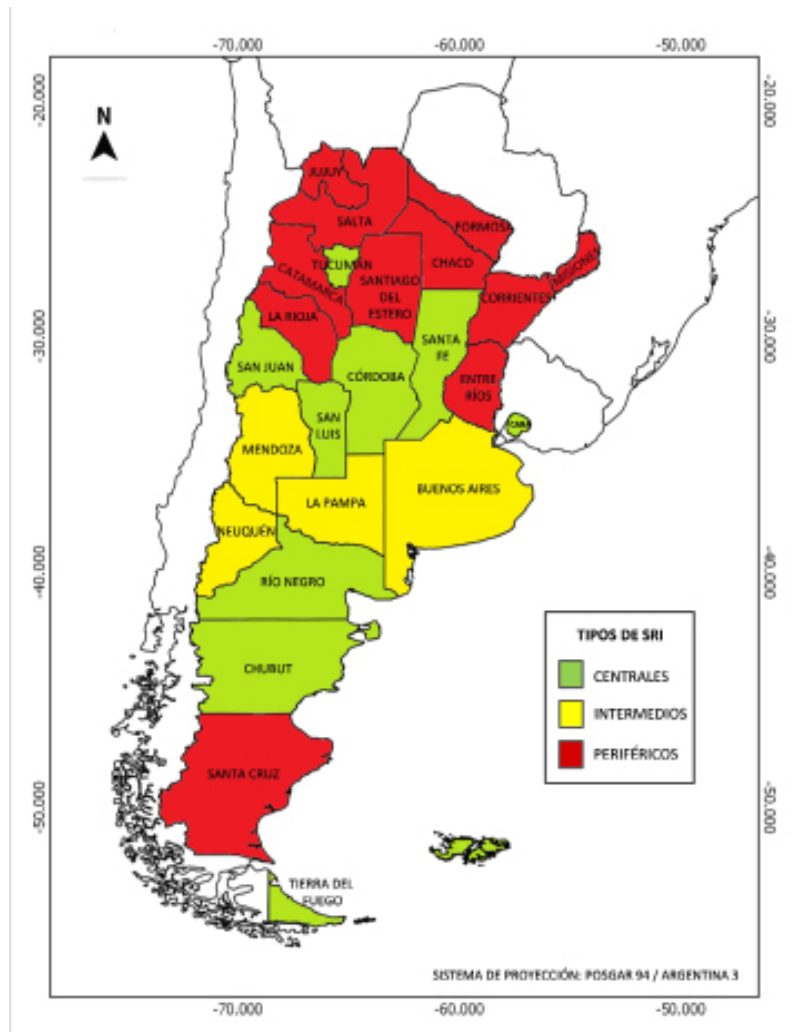 -70.000 -60.000 -50.000
-20.000
-20.000
N
JUJUY
SALTA
FORMOSA
TUCUMAN
CHACO
MISIONES
CATAMARCA
SANTIAGO
DEL
ESTERO
CORRIENTES
LA RIOJA
-30.000
-30.000
SANTA
FE
SAN JUAN
CÓRDOBA
ENTRE
RÍOS
SAN
LUIS
CABA
MENDOZA
BUENOS AIRES
LA PAMPA
NEUQUÉN
-40.000
-40.000
RÍO NEGRO
TIPOS DE SRI
CHUBUT
CENTRALES
INTERMEDIOS
PERIFÉRICOS
SANTA CRUZ
-50.000
-50.000
TIERRA DEL
FUEGO
SISTEMA DE PROYECCIÓN: POSGAR 94 / ARGENTINA 3
-70.000 -60.000 -50.000